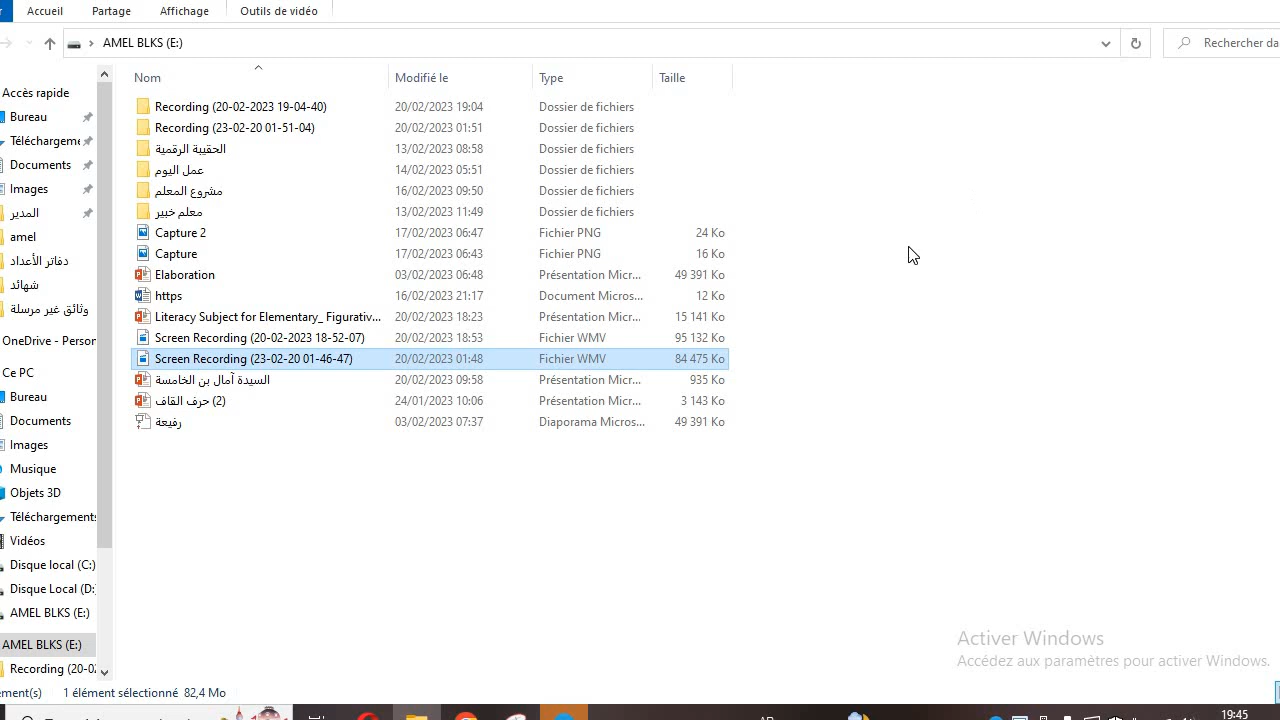 Accueil Partage Affichage Outils de vidéo
AMEL BLKS (E:) Rechercher da
Nom Modifié le Type Taille
Recording (20-02-2023 19-04-40) 20/02/2023 19:04 Dossier de fichiers
Recording (23-02-20 01-51-04) 20/02/2023 01:51 Dossier de fichiers
الحقيبة الرقمية 13/02/2023 08:58 Dossier de fichiers
عمل اليوم 14/02/2023 05:51 Dossier de fichiers
مشروع المعلم 16/02/2023 09:50 Dossier de fichiers
معلم خبير 13/02/2023 11:49 Dossier de fichiers
Capture 2 17/02/2023 06:47 Fichier PNG 24 Ko
Capture 17/02/2023 06:43 Fichier PNG 16 Ko
Elaboration 03/02/2023 06:48 Présentation Micr... 49 391 Ko
https 16/02/2023 21:17 Document Micros... 12 Ko
Literacy Subject for Elementary_ Figurativ... 20/02/2023 18:23 Présentation Micr... 15 141 Ko
Screen Recording (20-02-2023 18-52-07) 20/02/2023 18:53 Fichier WMV 95 132 Ko
Screen Recording (23-02-20 01-46-47) 20/02/2023 01:48 Fichier WMV 84 475 Ko
السيدة آمال بن الخامسة 20/02/2023 09:58 Présentation Micr... 935 Ko
حرف القاف (2) 24/01/2023 10:06 Présentation Micr... 3 143 Ko
رفيعة 03/02/2023 07:37 Diaporama Micros... 49 391 Ko
Accès rapide
Bureau
Téléchargeme
Documents
Images
المدير
amel
دفاتر الأعداد
شهائد
وثائق غير مرسلة
OneDrive - Person
Ce PC
Bureau
Documents
Images
Musique
Objets 3D
Téléchargements
Vidéos
Disque local (C:)
Disque Local (D:)
AMEL BLKS (E:)
AMEL BLKS (E:)
Recording (20-02
Activer Windows
Accédez aux paramètres pour activer Windows.
ément(s) 1 élément sélectionné 82,4 Mo
19:45